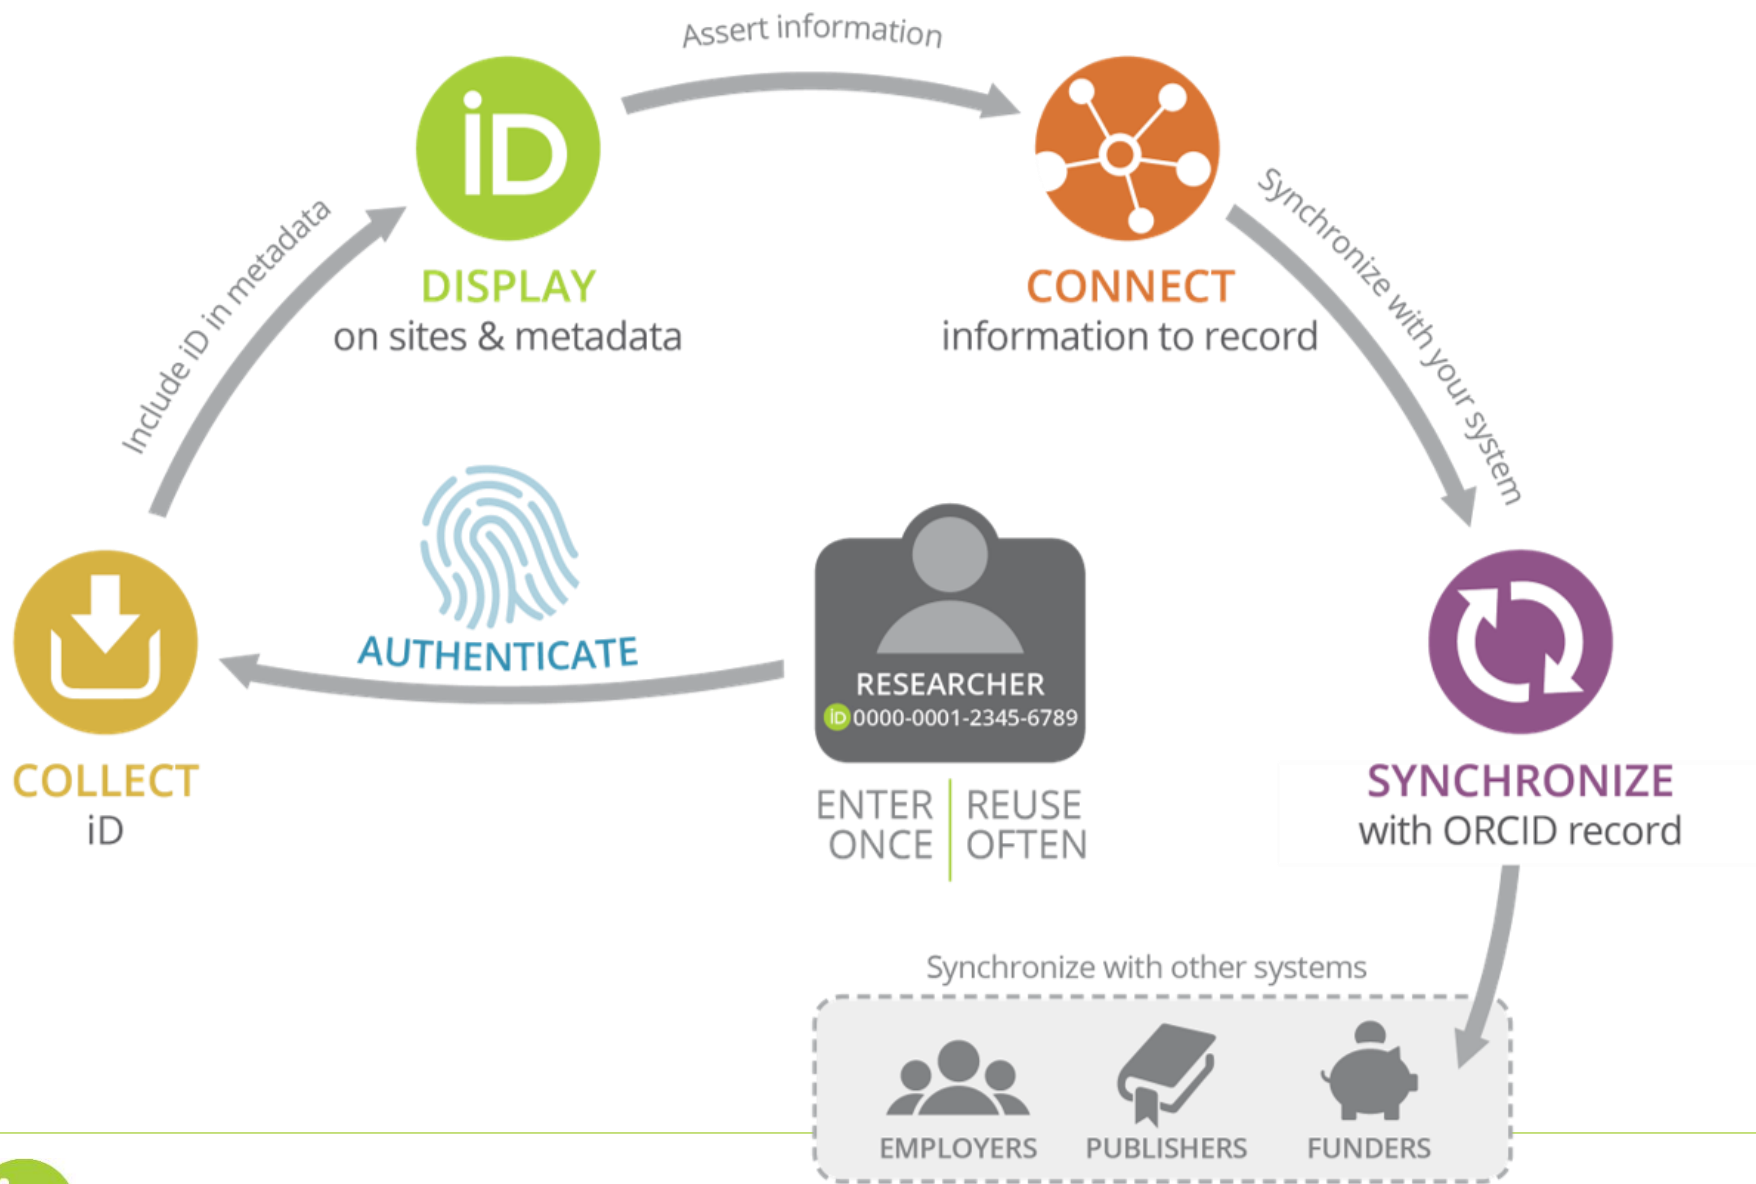 Assert information
iD
DISPLAY
on sites & metadata
CONNECT
information to record
Include iD in metadata
Synchronize with your system
AUTHENTICATE
COLLECT
iD
RESEARCHER
iD 0000-0001-2345-6789
ENTER ONCE
REUSE OFTEN
SYNCHRONIZE
with ORCID record
Synchronize with other systems
EMPLOYERS
PUBLISHERS
FUNDERS